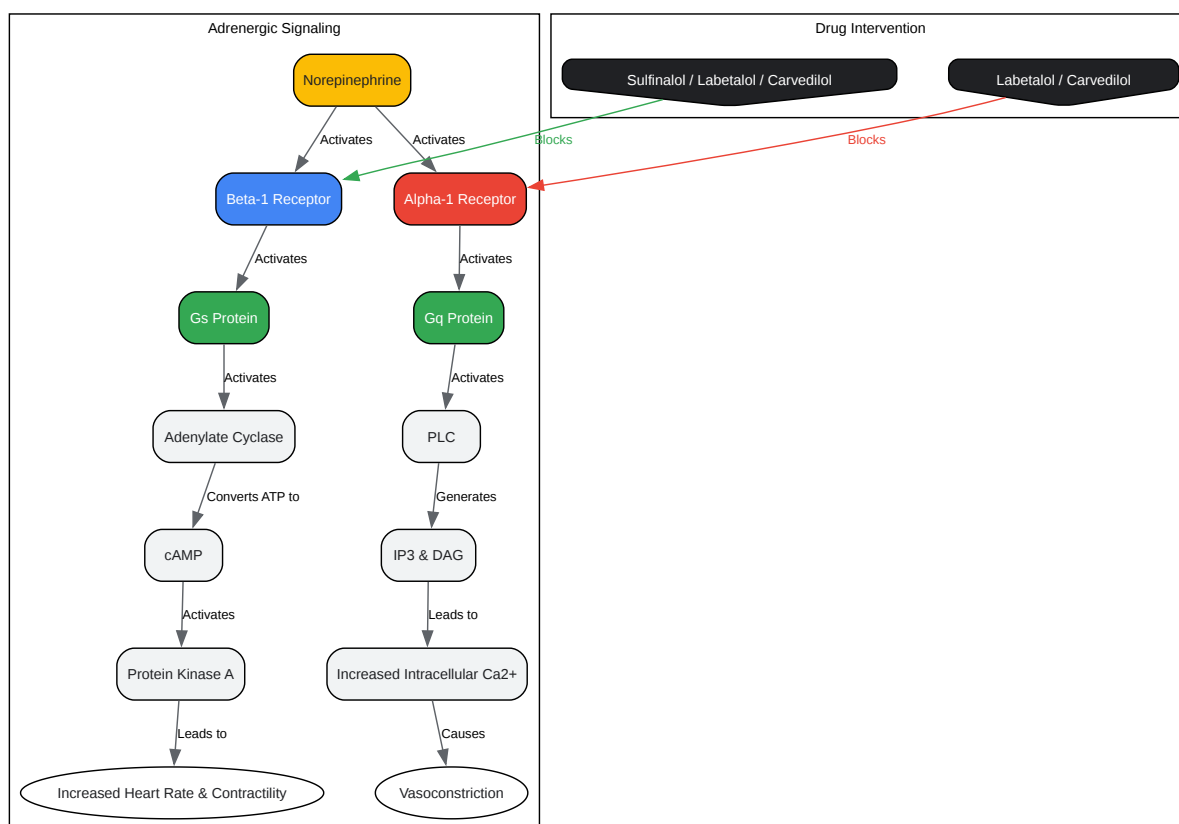 Adrenergic Signaling
Drug Intervention
Norepinephrine
Sulfinalol / Labetalol / Carvedilol
Labetalol / Carvedilol
Activates
Activates
Blocks
Blocks
Beta-1 Receptor
Alpha-1 Receptor
Activates
Activates
Gs Protein
Gq Protein
Activates
Activates
Adenylate Cyclase
PLC
Converts ATP to
Generates
cAMP
IP3 & DAG
Activates
Leads to
Protein Kinase A
Increased Intracellular Ca2+
Leads to
Causes
Increased Heart Rate & Contractility
Vasoconstriction